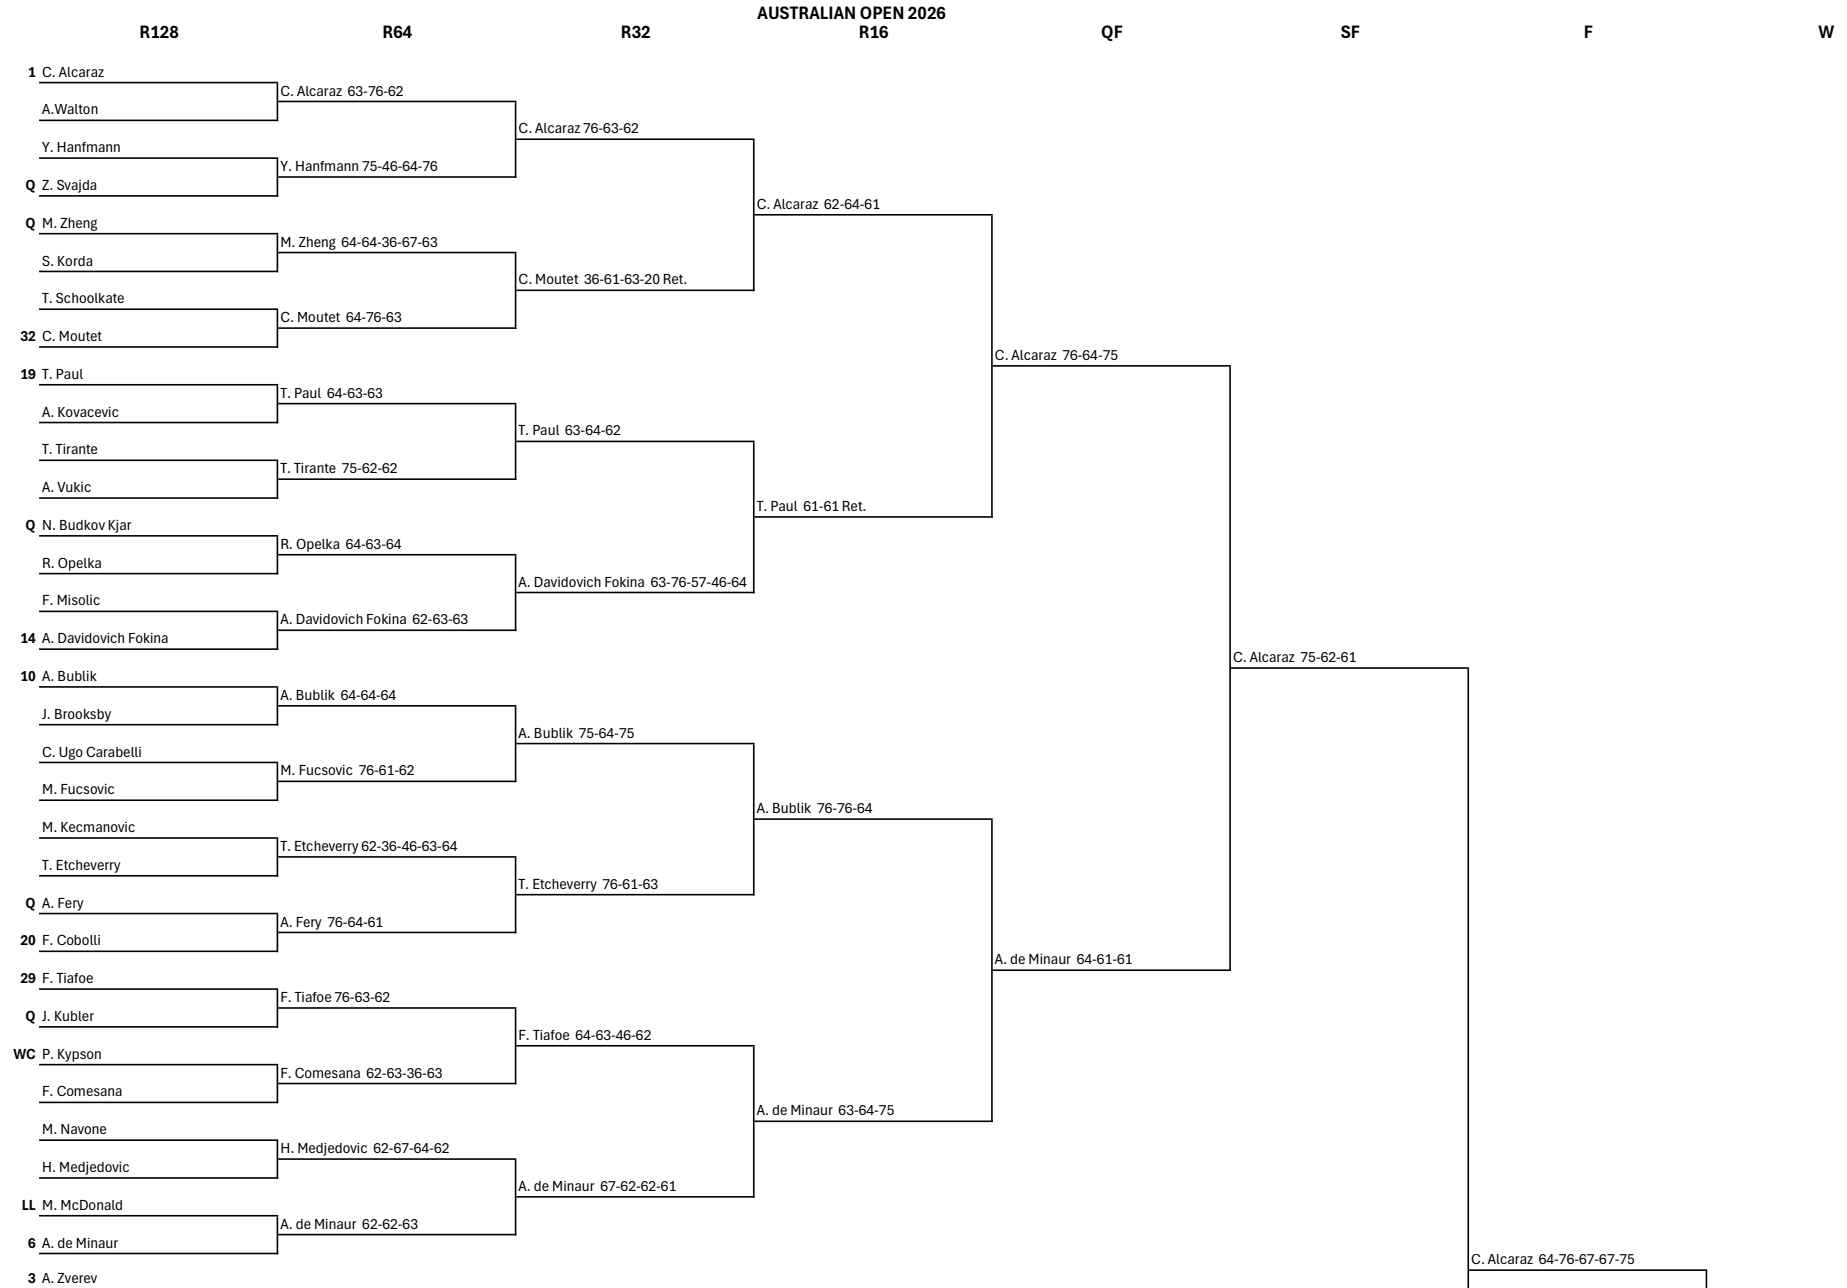 AUSTRALIAN OPEN 2026
R128 R64 R32 R16 QF SF F W
1 C. Alcaraz
C. Alcaraz 63-76-62
A.Walton
C. Alcaraz 76-63-62
Y. Hanfmann
Y. Hanfmann 75-46-64-76
Q Z. Svajda
C. Alcaraz 62-64-61
Q M. Zheng
M. Zheng 64-64-36-67-63
S. Korda
C. Moutet 36-61-63-20 Ret.
T. Schoolkate
C. Moutet 64-76-63
32 C. Moutet
C. Alcaraz 76-64-75
19 T. Paul
T. Paul 64-63-63
A. Kovacevic
T. Paul 63-64-62
T. Tirante
T. Tirante 75-62-62
A. Vukic
T. Paul 61-61 Ret.
Q N. Budkov Kjar
R. Opelka 64-63-64
R. Opelka
A. Davidovich Fokina 63-76-57-46-64
F. Misolic
A. Davidovich Fokina 62-63-63
14 A. Davidovich Fokina
C. Alcaraz 75-62-61
10 A. Bublik
A. Bublik 64-64-64
J. Brooksby
A. Bublik 75-64-75
C. Ugo Carabelli
M. Fucsovic 76-61-62
M. Fucsovic
A. Bublik 76-76-64
M. Kecmanovic
T. Etcheverry 62-36-46-63-64
T. Etcheverry
T. Etcheverry 76-61-63
Q A. Fery
A. Fery 76-64-61
20 F. Cobolli
A. de Minaur 64-61-61
29 F. Tiafoe
F. Tiafoe 76-63-62
Q J. Kubler
F. Tiafoe 64-63-46-62
WC P. Kypson
F. Comesana 62-63-36-63
F. Comesana
A. de Minaur 63-64-75
M. Navone
H. Medjedovic 62-67-64-62
H. Medjedovic
A. de Minaur 67-62-62-61
LL M. McDonald
A. de Minaur 62-62-63
6 A. de Minaur
C. Alcaraz 64-76-67-67-75
3 A. Zverev